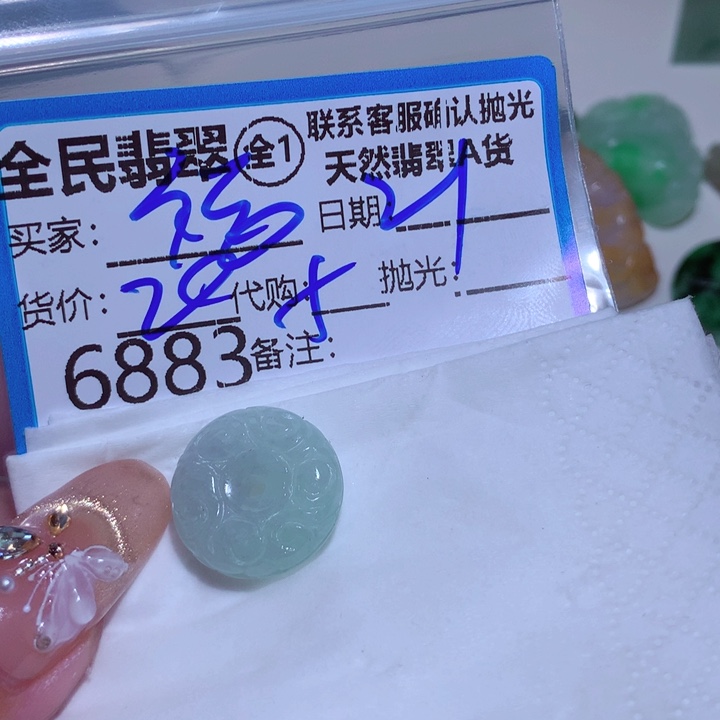 全民翡翠 全1 联系客服确认抛光
天然翡翠A货
买家： 日期 21
货价： 代购： 抛光：
6883 备注：